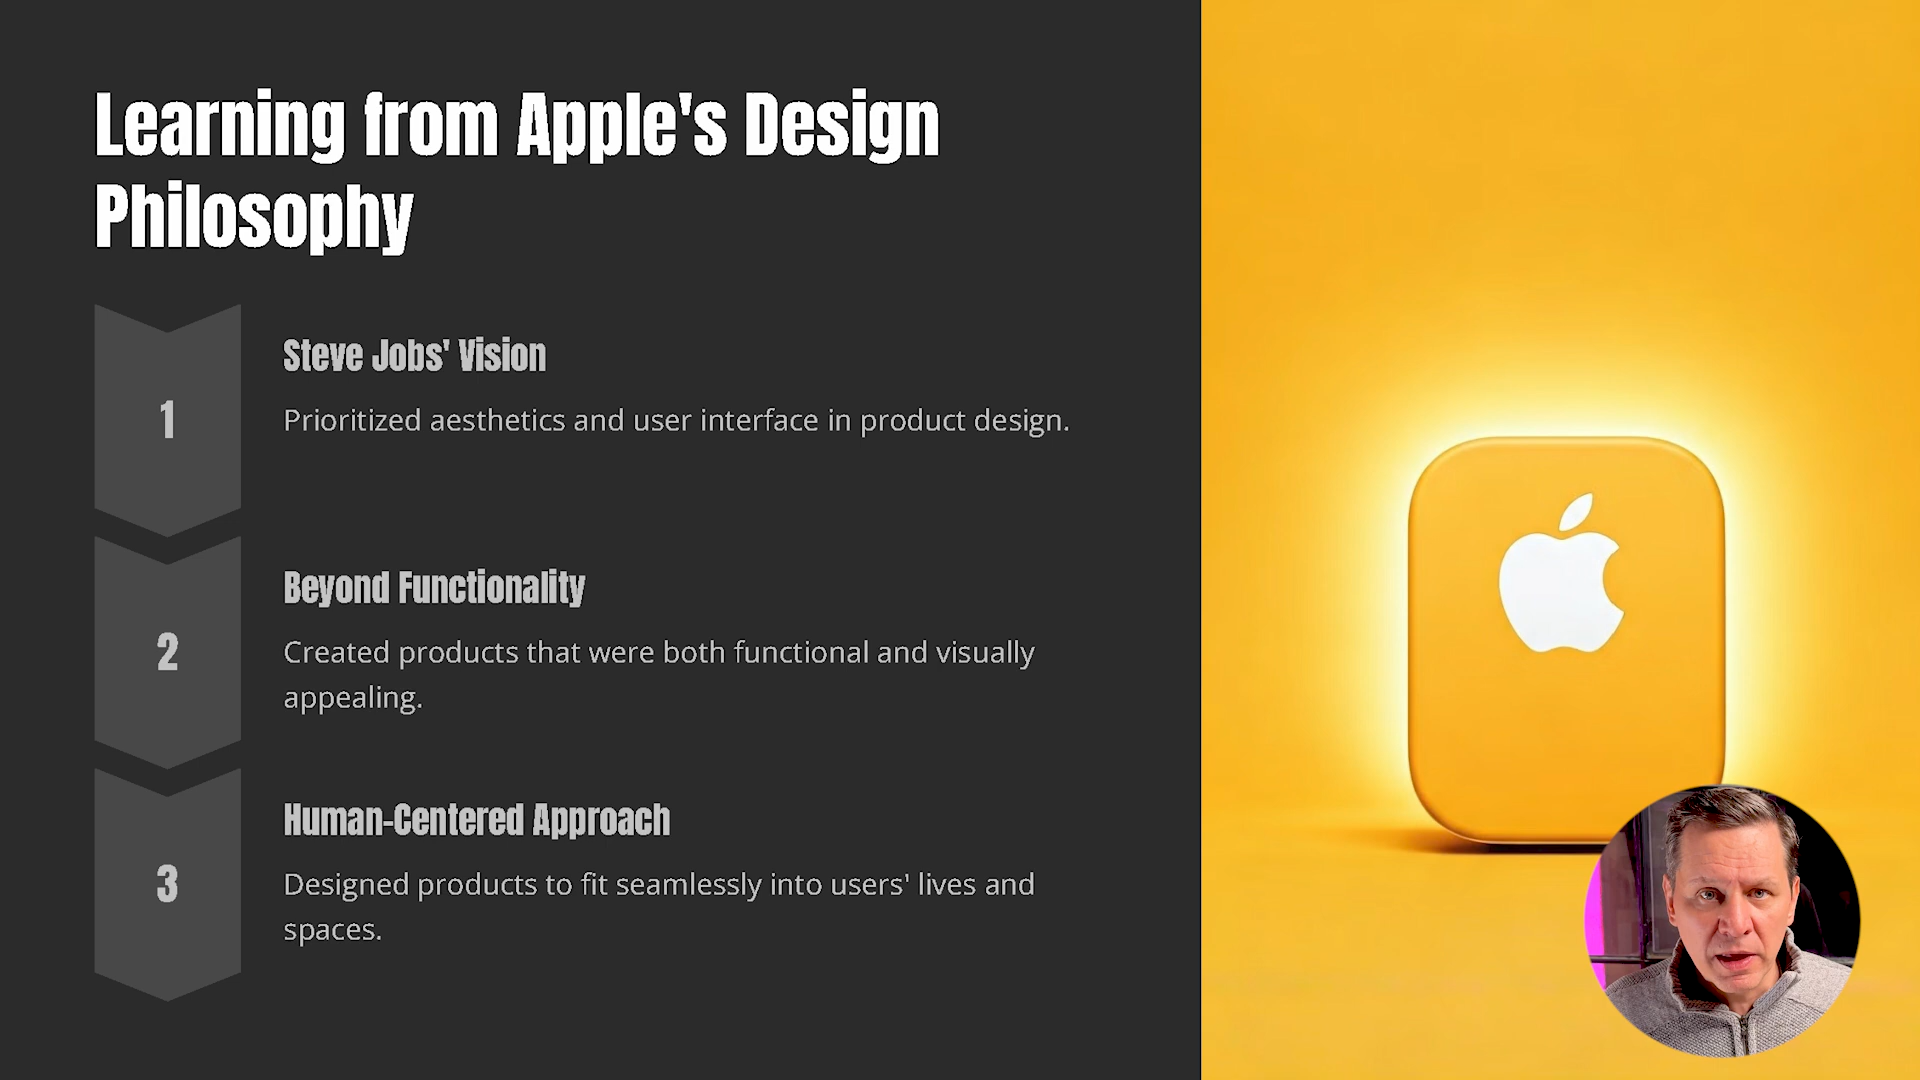 Learning from Apple's Design
Philosophy
1
Steve Jobs' Vision
Prioritized aesthetics and user interface in product design.
2
Beyond Functionality
Created products that were both functional and visually
appealing.
3
Human-Centered Approach
Designed products to fit seamlessly into users' lives and
spaces.